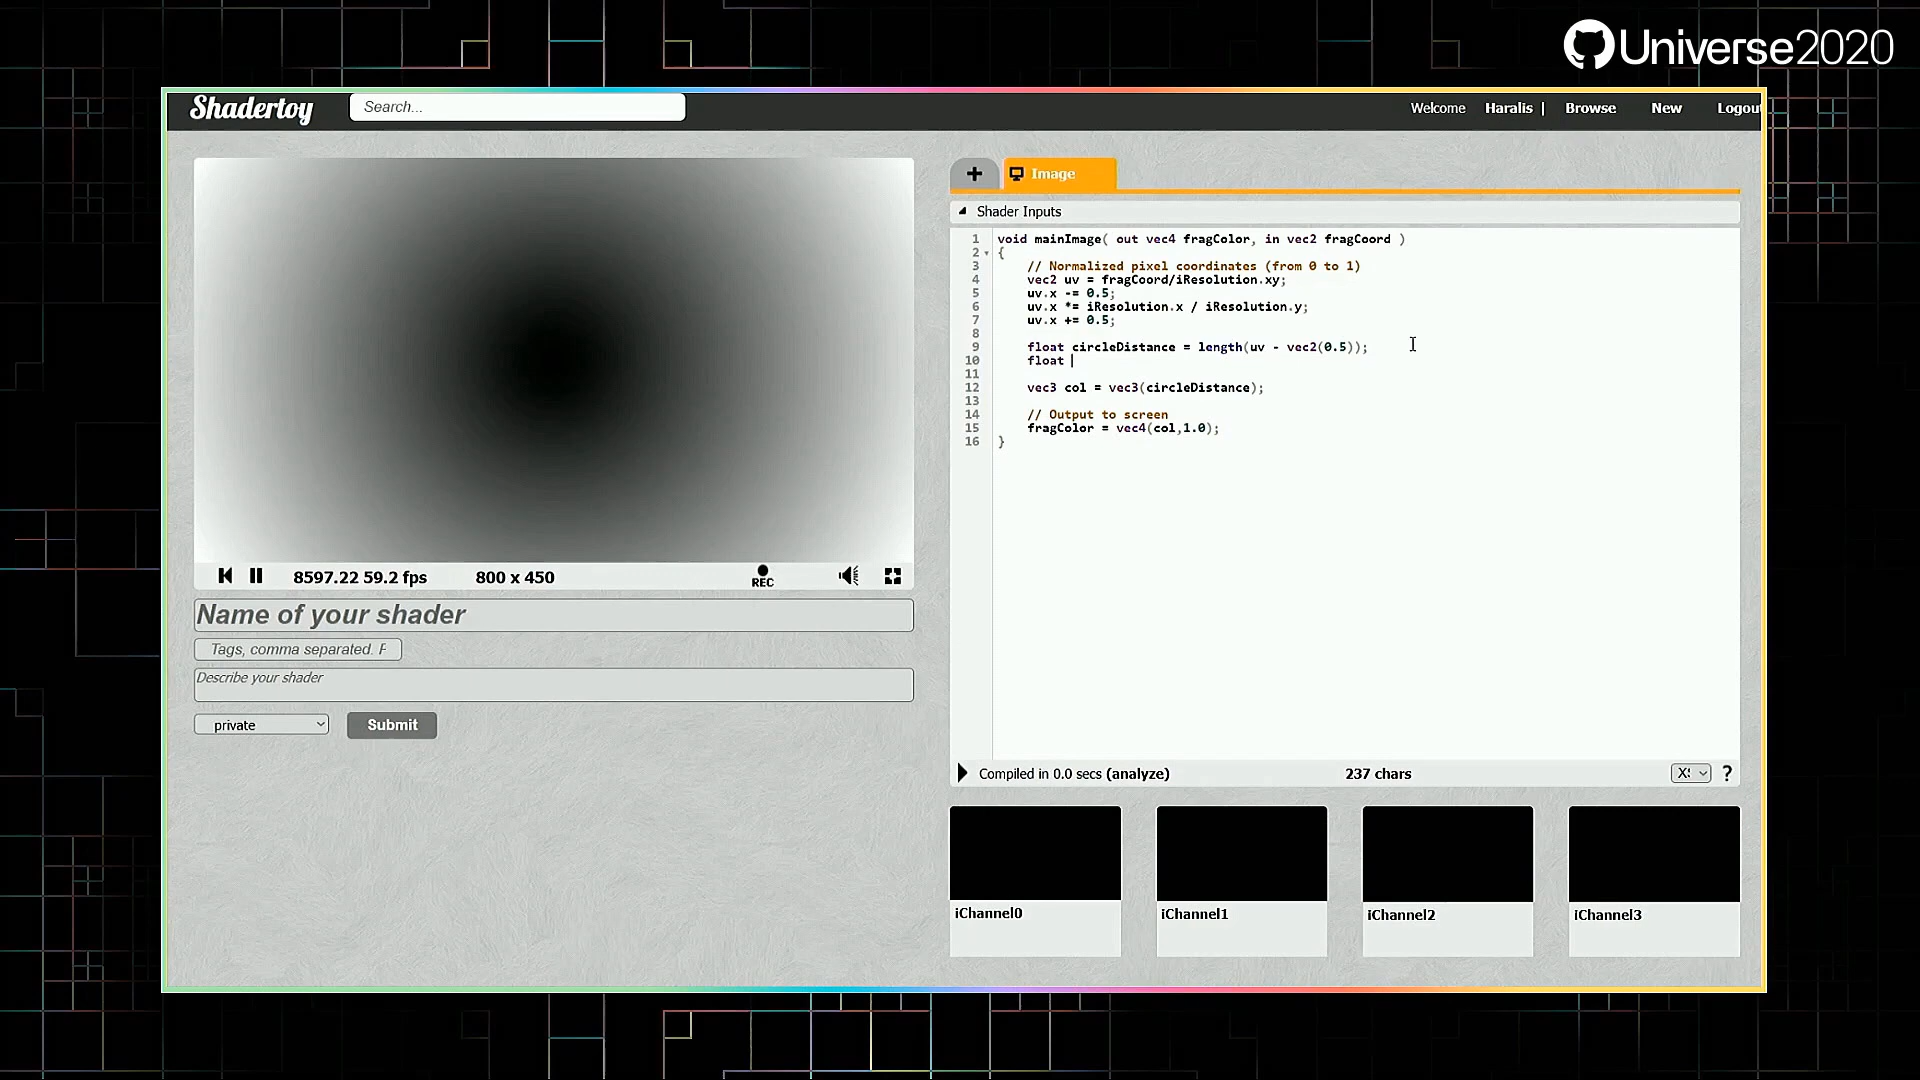 Universe2020
Shadertoy
Search...
Welcome Haralis | Browse New Logout
Image
Shader Inputs
1 void mainImage( out vec4 fragColor, in vec2 fragCoord )
2 {
3 // Normalized pixel coordinates (from 0 to 1)
4 vec2 uv = fragCoord/iResolution.xy;
5 uv.x -= 0.5;
6 uv.x *= iResolution.x / iResolution.y;
7 uv.x += 0.5;
8
9 float circleDistance = length(uv - vec2(0.5));
10 float
11
12 vec3 col = vec3(circleDistance);
13
14 // Output to screen
15 fragColor = vec4(col,1.0);
16 }
8597.22 59.2 fps 800 x 450 REC
Name of your shader
Tags, comma separated. F
Describe your shader
private Submit
Compiled in 0.0 secs (analyze) 237 chars X: ?
iChannel0 iChannel1 iChannel2 iChannel3